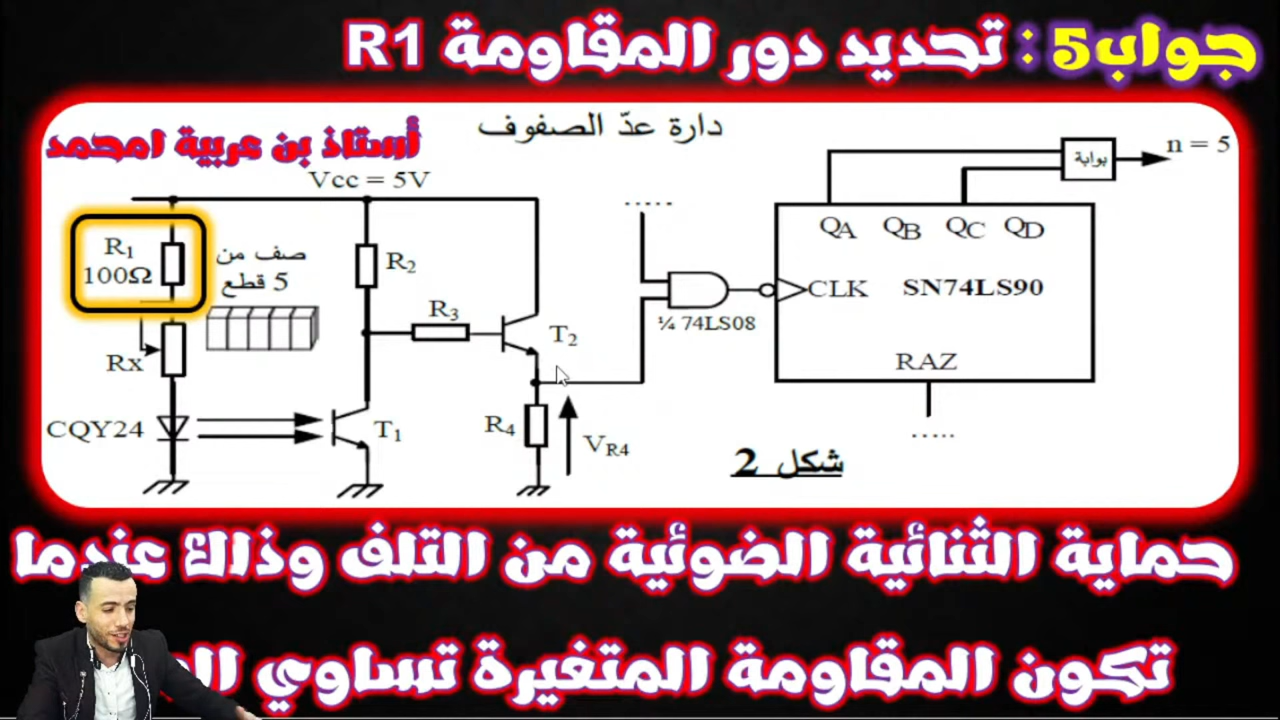 جواب5 : تحديد دور المقاومة R1
دارة عدّ الصفوف
أستاذ بن عربية امحمد
Vcc = 5V
n = 5
بوابة
.....
QA QB QC QD
R1
100Ω
صف من
5 قطع
R2
CLK SN74LS90
R3
T2
¼ 74LS08
Rx
RAZ
CQY24
T1
R4
VR4
.....
شكل 2
حماية الثنائية الضوئية من التلف وذلك عندما
تكون المقاومة المتغيرة تساوي